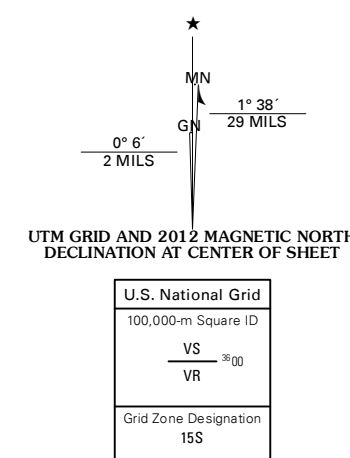 ★
MN
GN
1° 38´
29 MILS
0° 6´
2 MILS
UTM GRID AND 2012 MAGNETIC NORTH
DECLINATION AT CENTER OF SHEET
U.S. National Grid
100,000-m Square ID
VS
3600
VR
Grid Zone Designation
15S